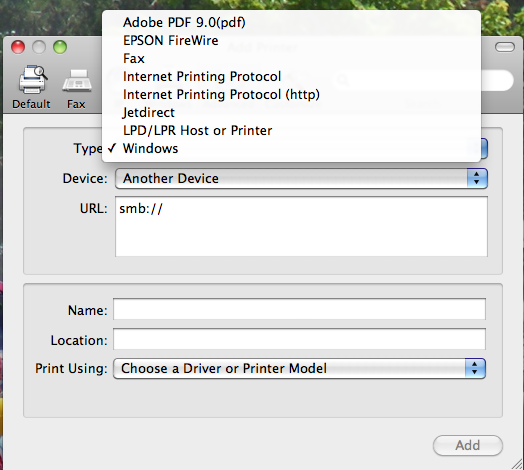 Adobe PDF 9.0(pdf)
EPSON FireWire
Fax
Internet Printing Protocol
Internet Printing Protocol (http)
Jetdirect
LPD/LPR Host or Printer
✓ Windows
Default
Fax
Type
Device: Another Device
URL: smb://
Name:
Location:
Print Using: Choose a Driver or Printer Model
Add